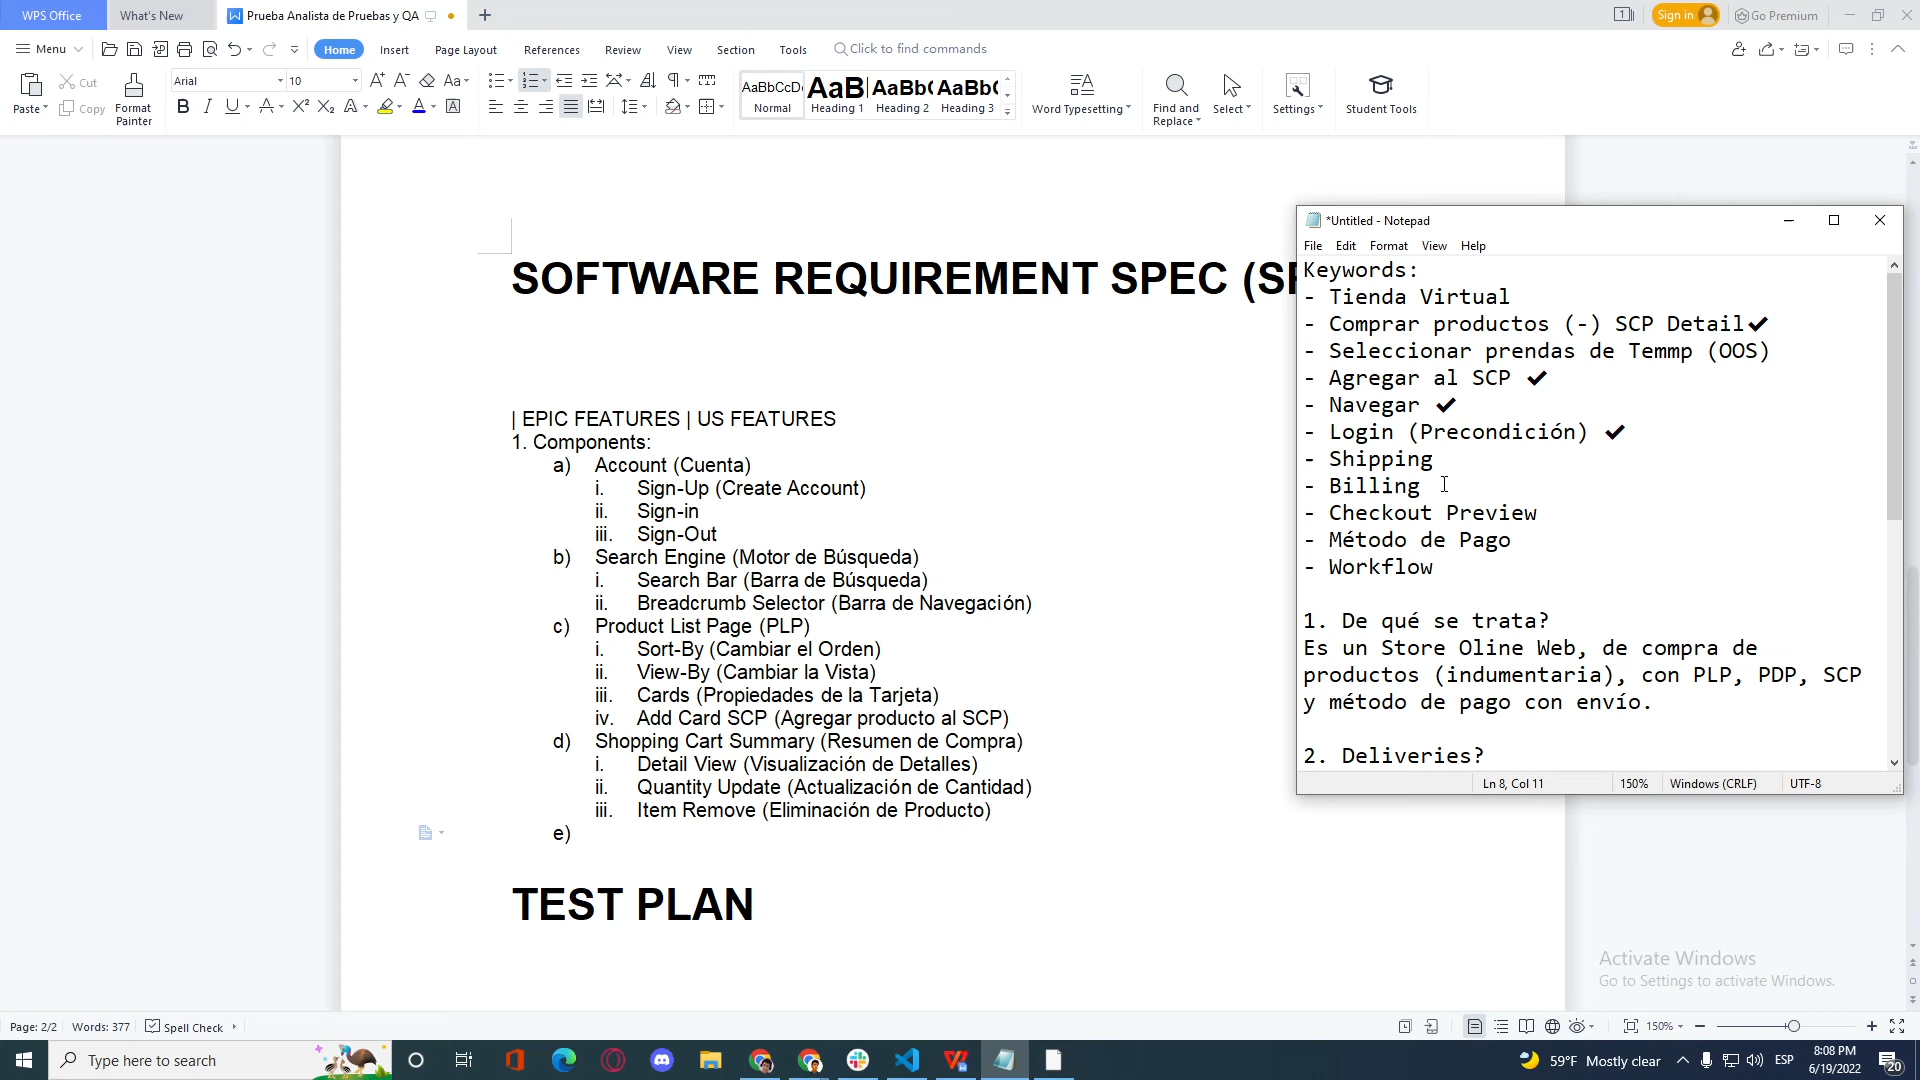 WPS Office
What's New
Prueba Analista de Pruebas y QA
Sign in
Go Premium
Menu
Home
Insert
Page Layout
References
Review
View
Section
Tools
Click to find commands
Paste
Cut
Copy
Format Painter
Arial
10
AaBbCcD
Normal
AaB
Heading 1
AaBb
Heading 2
AaBb
Heading 3
Word Typesetting
Find and Replace
Select
Settings
Student Tools
SOFTWARE REQUIREMENT SPEC
| EPIC FEATURES | US FEATURES
1. Components:
a) Account (Cuenta)
i. Sign-Up (Create Account)
ii. Sign-in
iii. Sign-Out
b) Search Engine (Motor de Búsqueda)
i. Search Bar (Barra de Búsqueda)
ii. Breadcrumb Selector (Barra de Navegación)
c) Product List Page (PLP)
i. Sort-By (Cambiar el Orden)
ii. View-By (Cambiar la Vista)
iii. Cards (Propiedades de la Tarjeta)
iv. Add Card SCP (Agregar producto al SCP)
d) Shopping Cart Summary (Resumen de Compra)
i. Detail View (Visualización de Detalles)
ii. Quantity Update (Actualización de Cantidad)
iii. Item Remove (Eliminación de Producto)
e)
TEST PLAN
*Untitled - Notepad
File Edit Format View Help
Keywords:
- Tienda Virtual
- Comprar productos (-) SCP Detail✔
- Seleccionar prendas de Temmp (OOS)
- Agregar al SCP ✔
- Navegar ✔
- Login (Precondición) ✔
- Shipping
- Billing
- Checkout Preview
- Método de Pago
- Workflow
1. De qué se trata?
Es un Store Oline Web, de compra de
productos (indumentaria), con PLP, PDP, SCP
y método de pago con envío.
2. Deliveries?
Ln 8, Col 11
150%
Windows (CRLF)
UTF-8
Activate Windows
Go to Settings to activate Windows.
Page: 2/2
Words: 377
Spell Check
150%
Type here to search
59°F Mostly clear
ESP
8:08 PM
6/19/2022
20